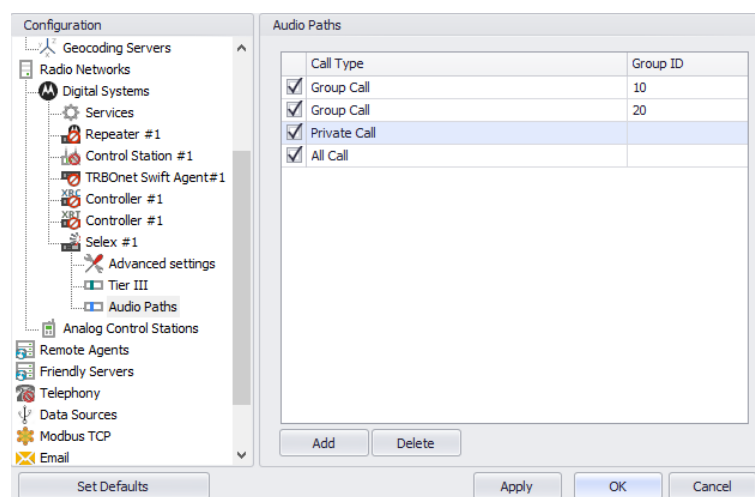 Configuration
Geocoding Servers
Radio Networks
Digital Systems
Services
Repeater #1
Control Station #1
TRBOnet Swift Agent#1
XRC
Controller #1
XRT
Controller #1
Selex #1
Advanced settings
Tier III
Audio Paths
Analog Control Stations
Remote Agents
Friendly Servers
Telephony
Data Sources
Modbus TCP
Email
Set Defaults
Audio Paths
Call Type Group ID
Group Call 10
Group Call 20
Private Call
All Call
Add Delete
Apply OK Cancel